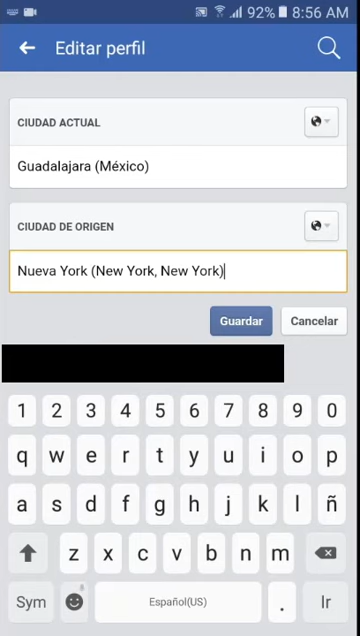 92% 8:56 AM
Editar perfil
CIUDAD ACTUAL
Guadalajara (México)
CIUDAD DE ORIGEN
Nueva York (New York, New York)
Guardar Cancelar
1 2 3 4 5 6 7 8 9 0
q w e r t y u i o p
a s d f g h j k l ñ
z x c v b n m
Sym Español(US) . Ir